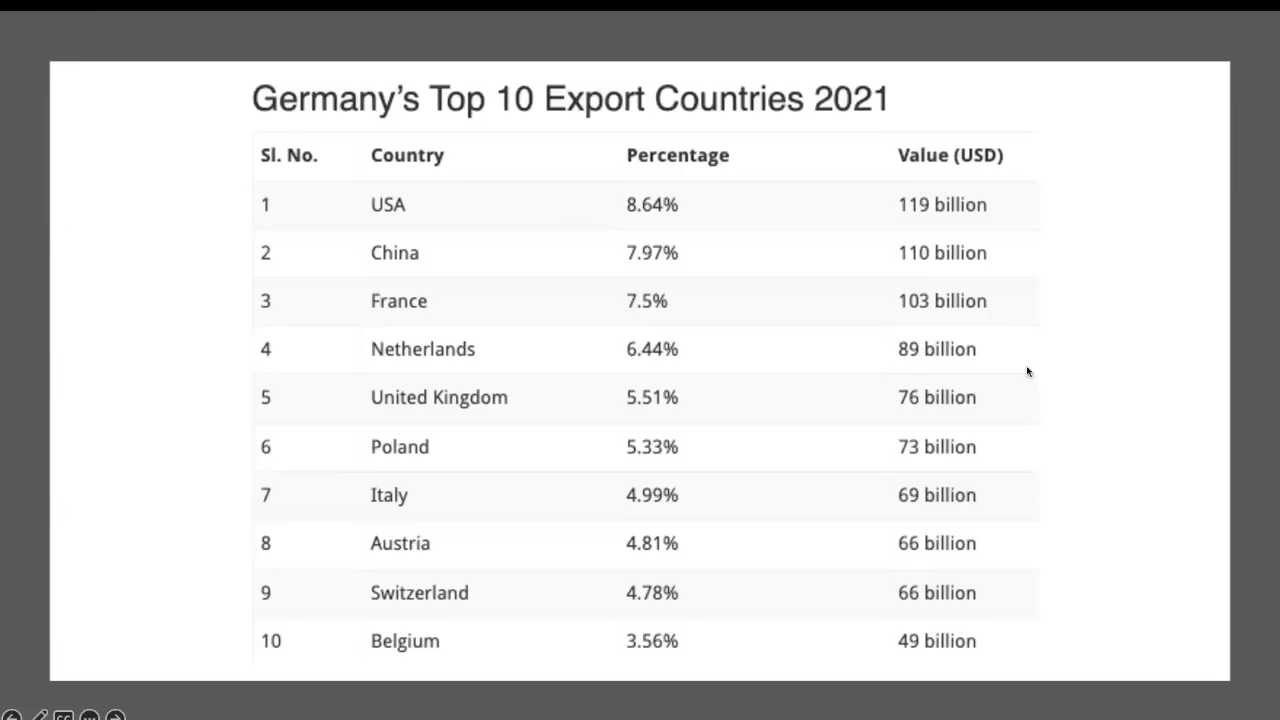 Germany's Top 10 Export Countries 2021
Sl. No. Country Percentage Value (USD)
1 USA 8.64% 119 billion
2 China 7.97% 110 billion
3 France 7.5% 103 billion
4 Netherlands 6.44% 89 billion
5 United Kingdom 5.51% 76 billion
6 Poland 5.33% 73 billion
7 Italy 4.99% 69 billion
8 Austria 4.81% 66 billion
9 Switzerland 4.78% 66 billion
10 Belgium 3.56% 49 billion